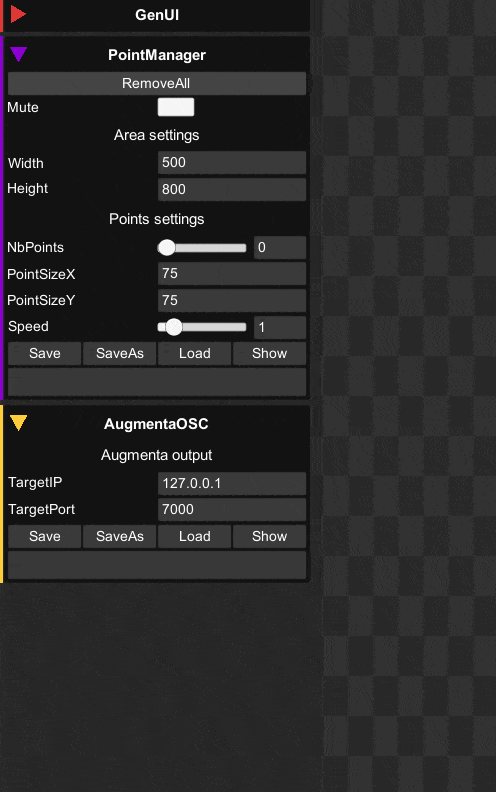 GenUI
PointManager
RemoveAll
Mute
Area settings
Width 500
Height 800
Points settings
NbPoints 0
PointSizeX 75
PointSizeY 75
Speed 1
Save SaveAs Load Show
AugmentaOSC
Augmenta output
TargetIP 127.0.0.1
TargetPort 7000
Save SaveAs Load Show